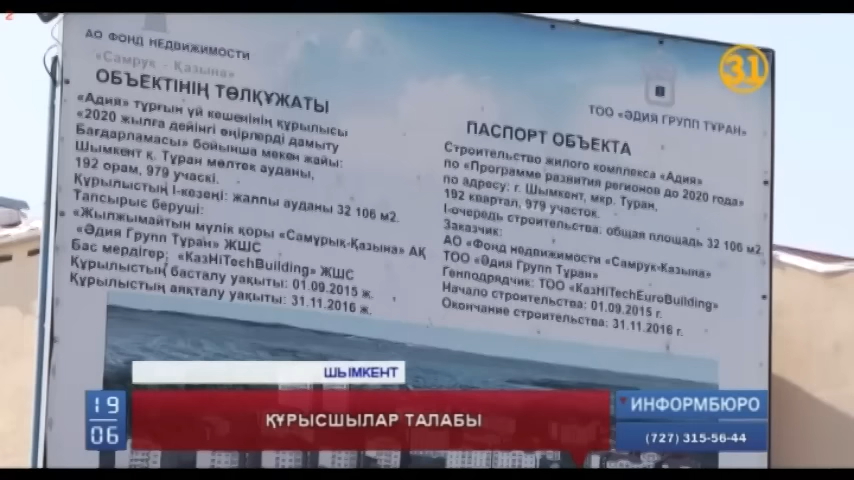 АО ФОНД НЕДВИЖИМОСТИ
«Самрук - Қазына»
ОБЪЕКТІНІҢ ТӨЛҚҰЖАТЫ
«Адия» тұрғын үй кешенінің құрылысы
«2020 жылға дейінгі өңірлерді дамыту
Бағдарламасы» бойынша мекен жайы:
Шымкент қ. Тұран мөлтек ауданы,
192 орам, 979 учаскі.
Құрылыстың І-кезеңі: жалпы ауданы 32 106 м2.
Тапсырыс беруші:
«Жылжымайтын мүлік қоры «Самұрық-Қазына» АҚ
«Әдия Групп Тұран» ЖШС
Бас мердігер: «KazHiTechBuilding» ЖШС
Құрылыстың басталу уақыты: 01.09.2015 ж.
Құрылыстың аяқталу уақыты: 31.11.2016 ж.
31
ТОО «ӘДИЯ ГРУПП ТҰРАН»
ПАСПОРТ ОБЪЕКТА
Строительство жилого комплекса «Адия»
по «Программе развития регионов до 2020 года»
по адресу: г. Шымкент, мкр. Туран,
192 квартал, 979 участок.
І-очередь строительства: общая площадь 32 106 м2.
Заказчик:
АО «Фонд недвижимости «Самрук-Казына»
ТОО «Әдия Групп Тұран»
Генподрядчик: ТОО «KazHiTechEuroBuilding»
Начало строительства: 01.09.2015 г.
Окончание строительства: 31.11.2016 г.
ШЫМКЕНТ
19
06
ҚҰРЫСШЫЛАР ТАЛАБЫ
ИНФОРМБЮРО
(727) 315-56-44